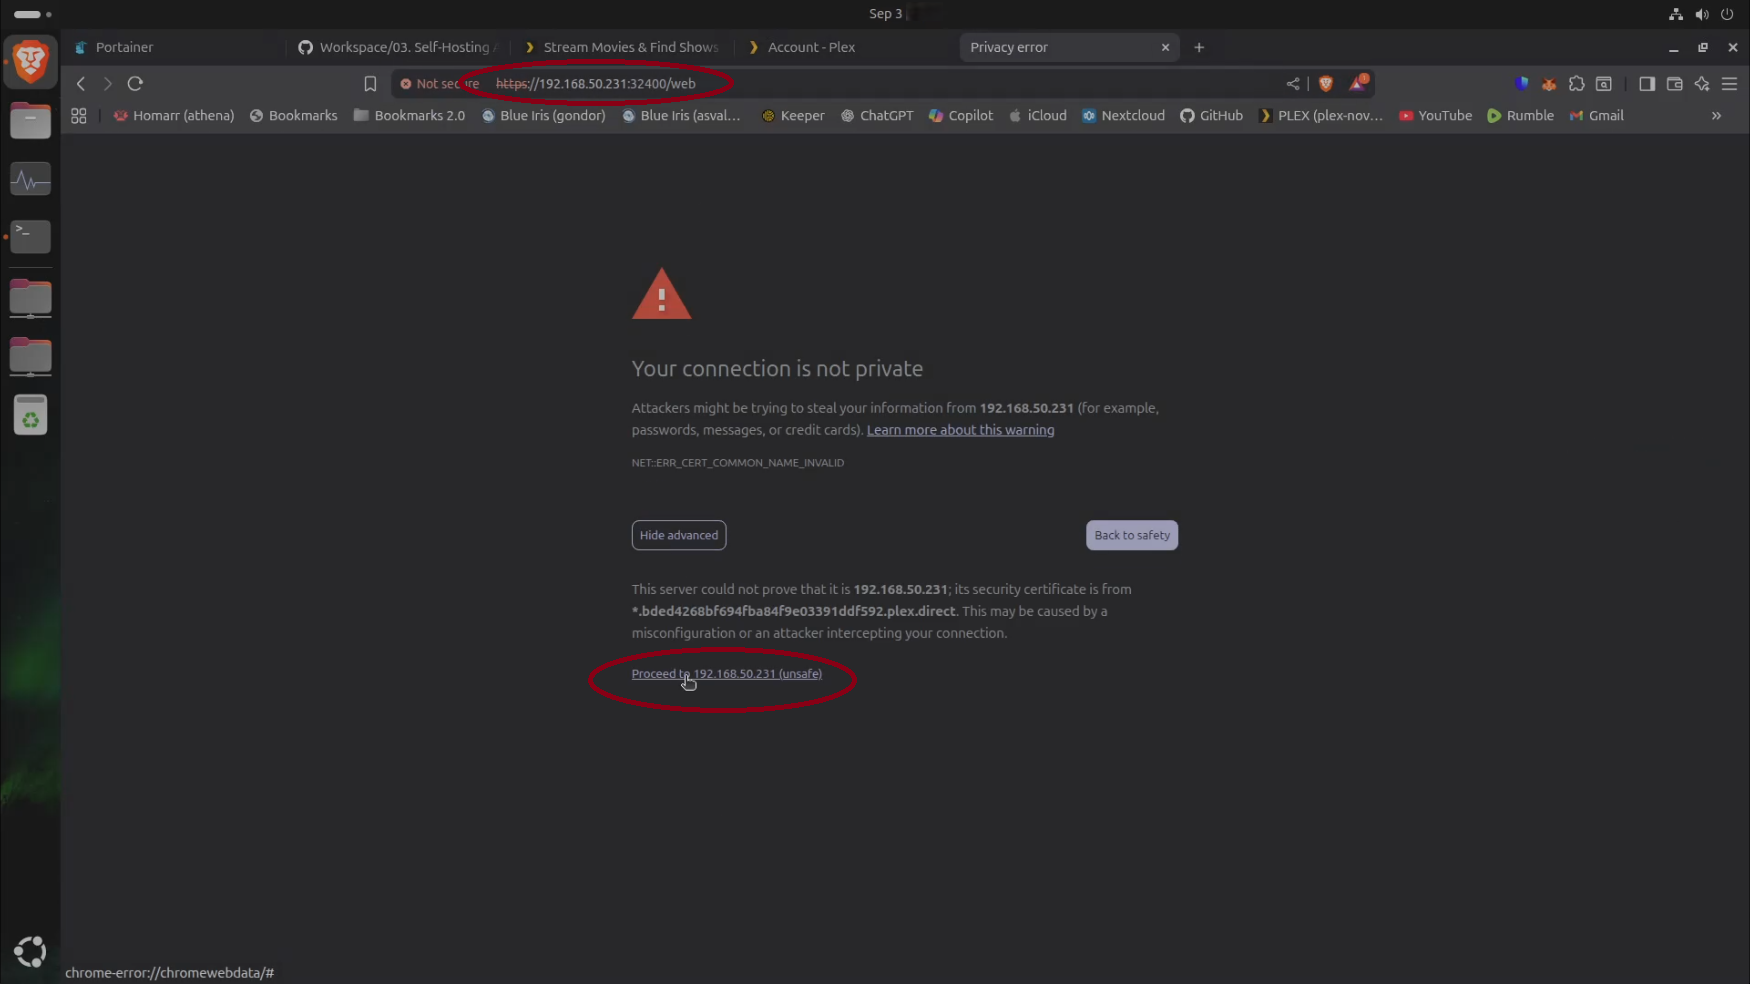 Sep 3
Portainer
Workspace/03. Self-Hosting A
Stream Movies & Find Shows
Account - Plex
Privacy error
Not secure
https://192.168.50.231:32400/web
Homarr (athena)
Bookmarks
Bookmarks 2.0
Blue Iris (gondor)
Blue Iris (asval...
Keeper
ChatGPT
Copilot
iCloud
Nextcloud
GitHub
PLEX (plex-nov...
YouTube
Rumble
Gmail
Your connection is not private
Attackers might be trying to steal your information from 192.168.50.231 (for example,
passwords, messages, or credit cards). Learn more about this warning
NET::ERR_CERT_COMMON_NAME_INVALID
Hide advanced
Back to safety
This server could not prove that it is 192.168.50.231; its security certificate is from
*.bded4268bf694fba84f9e03391ddf592.plex.direct. This may be caused by a
misconfiguration or an attacker intercepting your connection.
Proceed to 192.168.50.231 (unsafe)
chrome-error://chromewebdata/#